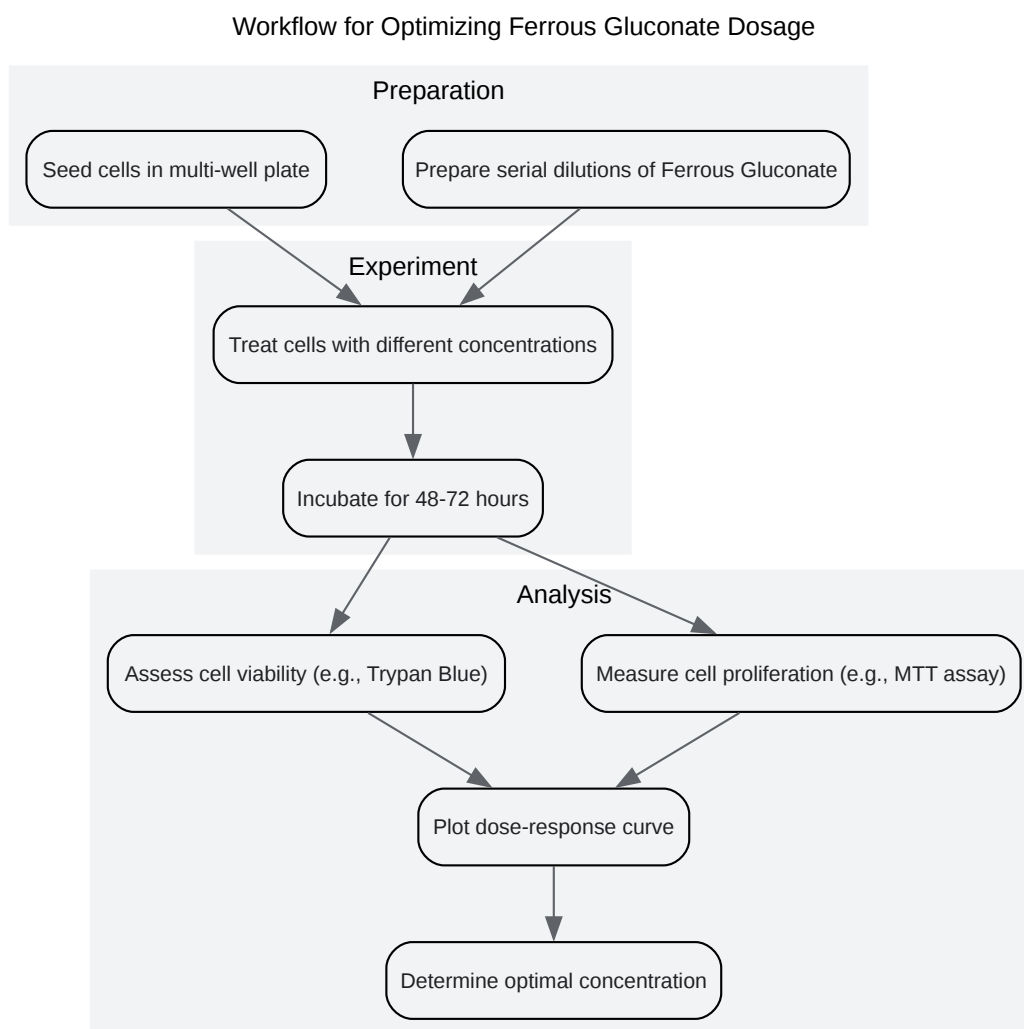 Workflow for Optimizing Ferrous Gluconate Dosage
Preparation
Seed cells in multi-well plate
Prepare serial dilutions of Ferrous Gluconate
Experiment
Treat cells with different concentrations
Incubate for 48-72 hours
Analysis
Assess cell viability (e.g., Trypan Blue)
Measure cell proliferation (e.g., MTT assay)
Plot dose-response curve
Determine optimal concentration